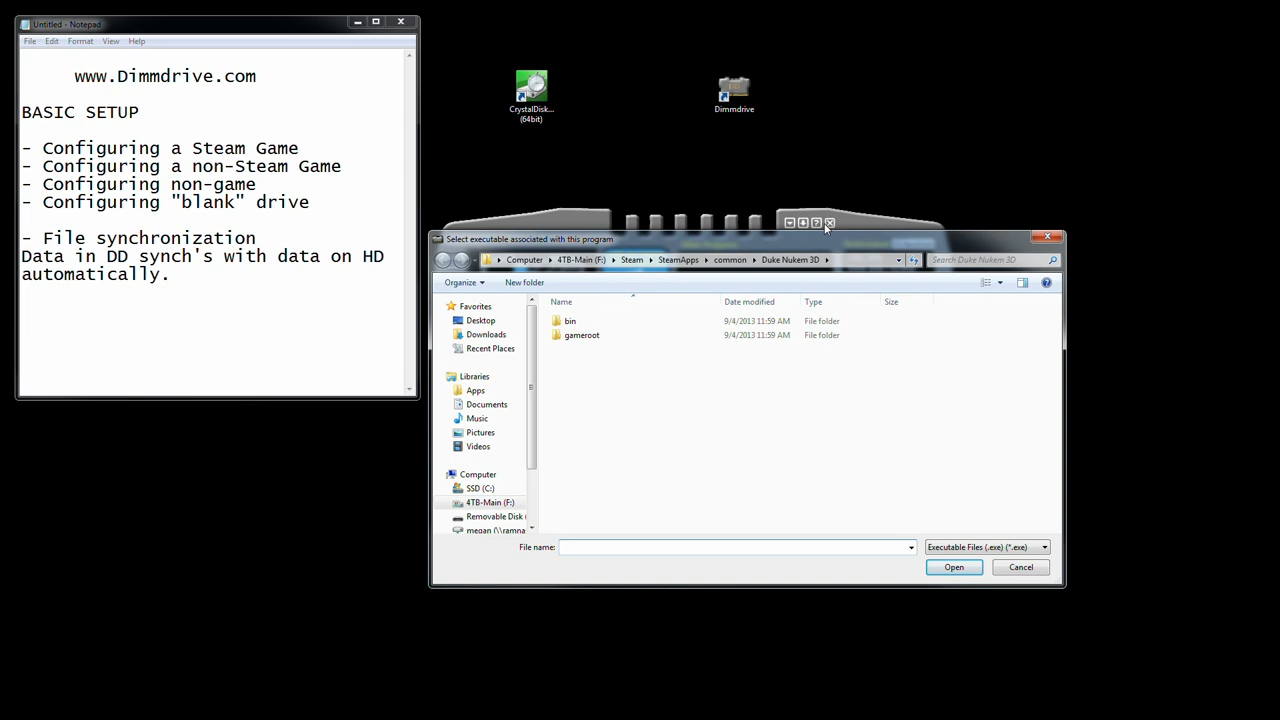 Untitled - Notepad
File Edit Format View Help
www.Dimmdrive.com
BASIC SETUP
- Configuring a Steam Game
- Configuring a non-Steam Game
- Configuring non-game
- Configuring "blank" drive
- File synchronization
Data in DD synch's with data on HD
automatically.
CrystalDisk...
(64bit)
Dimmdrive
Select executable associated with this program
Computer 4TB-Main (F:) Steam SteamApps common Duke Nukem 3D
Search Duke Nukem 3D
Organize New folder
Name Date modified Type Size
bin 9/4/2013 11:59 AM File folder
gameroot 9/4/2013 11:59 AM File folder
Favorites
Desktop
Downloads
Recent Places
Libraries
Apps
Documents
Music
Pictures
Videos
Computer
SSD (C:)
4TB-Main (F:)
Removable Disk (
megan (\\ramna
File name: Executable Files (.exe) (*.exe)
Open Cancel